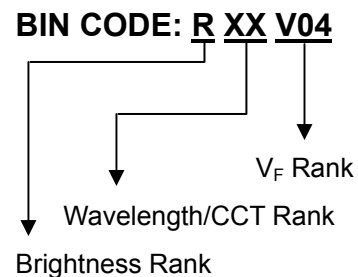 BIN CODE: R XX V04
VF Rank
Wavelength/CCT Rank
Brightness Rank